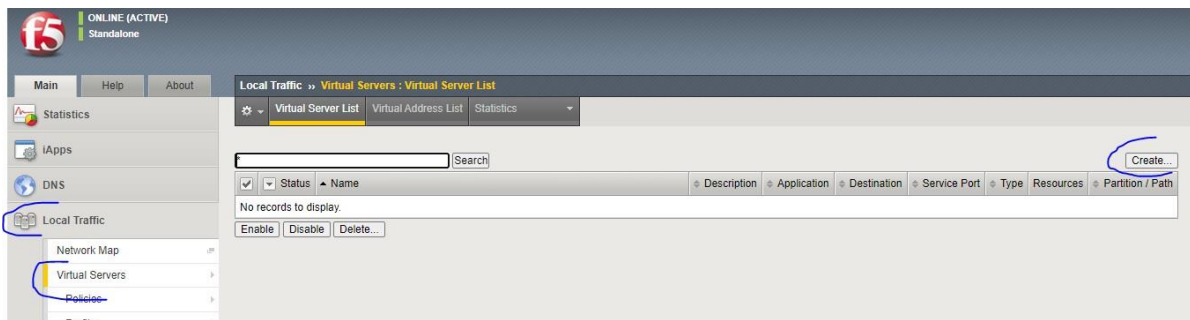 f5
ONLINE (ACTIVE)
Standalone
Main Help About
Statistics
iApps
DNS
Local Traffic
Network Map
Virtual Servers
Policies
Local Traffic ›› Virtual Servers : Virtual Server List
Virtual Server List Virtual Address List Statistics
* Search
Create...
Status Name Description Application Destination Service Port Type Resources Partition / Path
No records to display.
Enable Disable Delete...